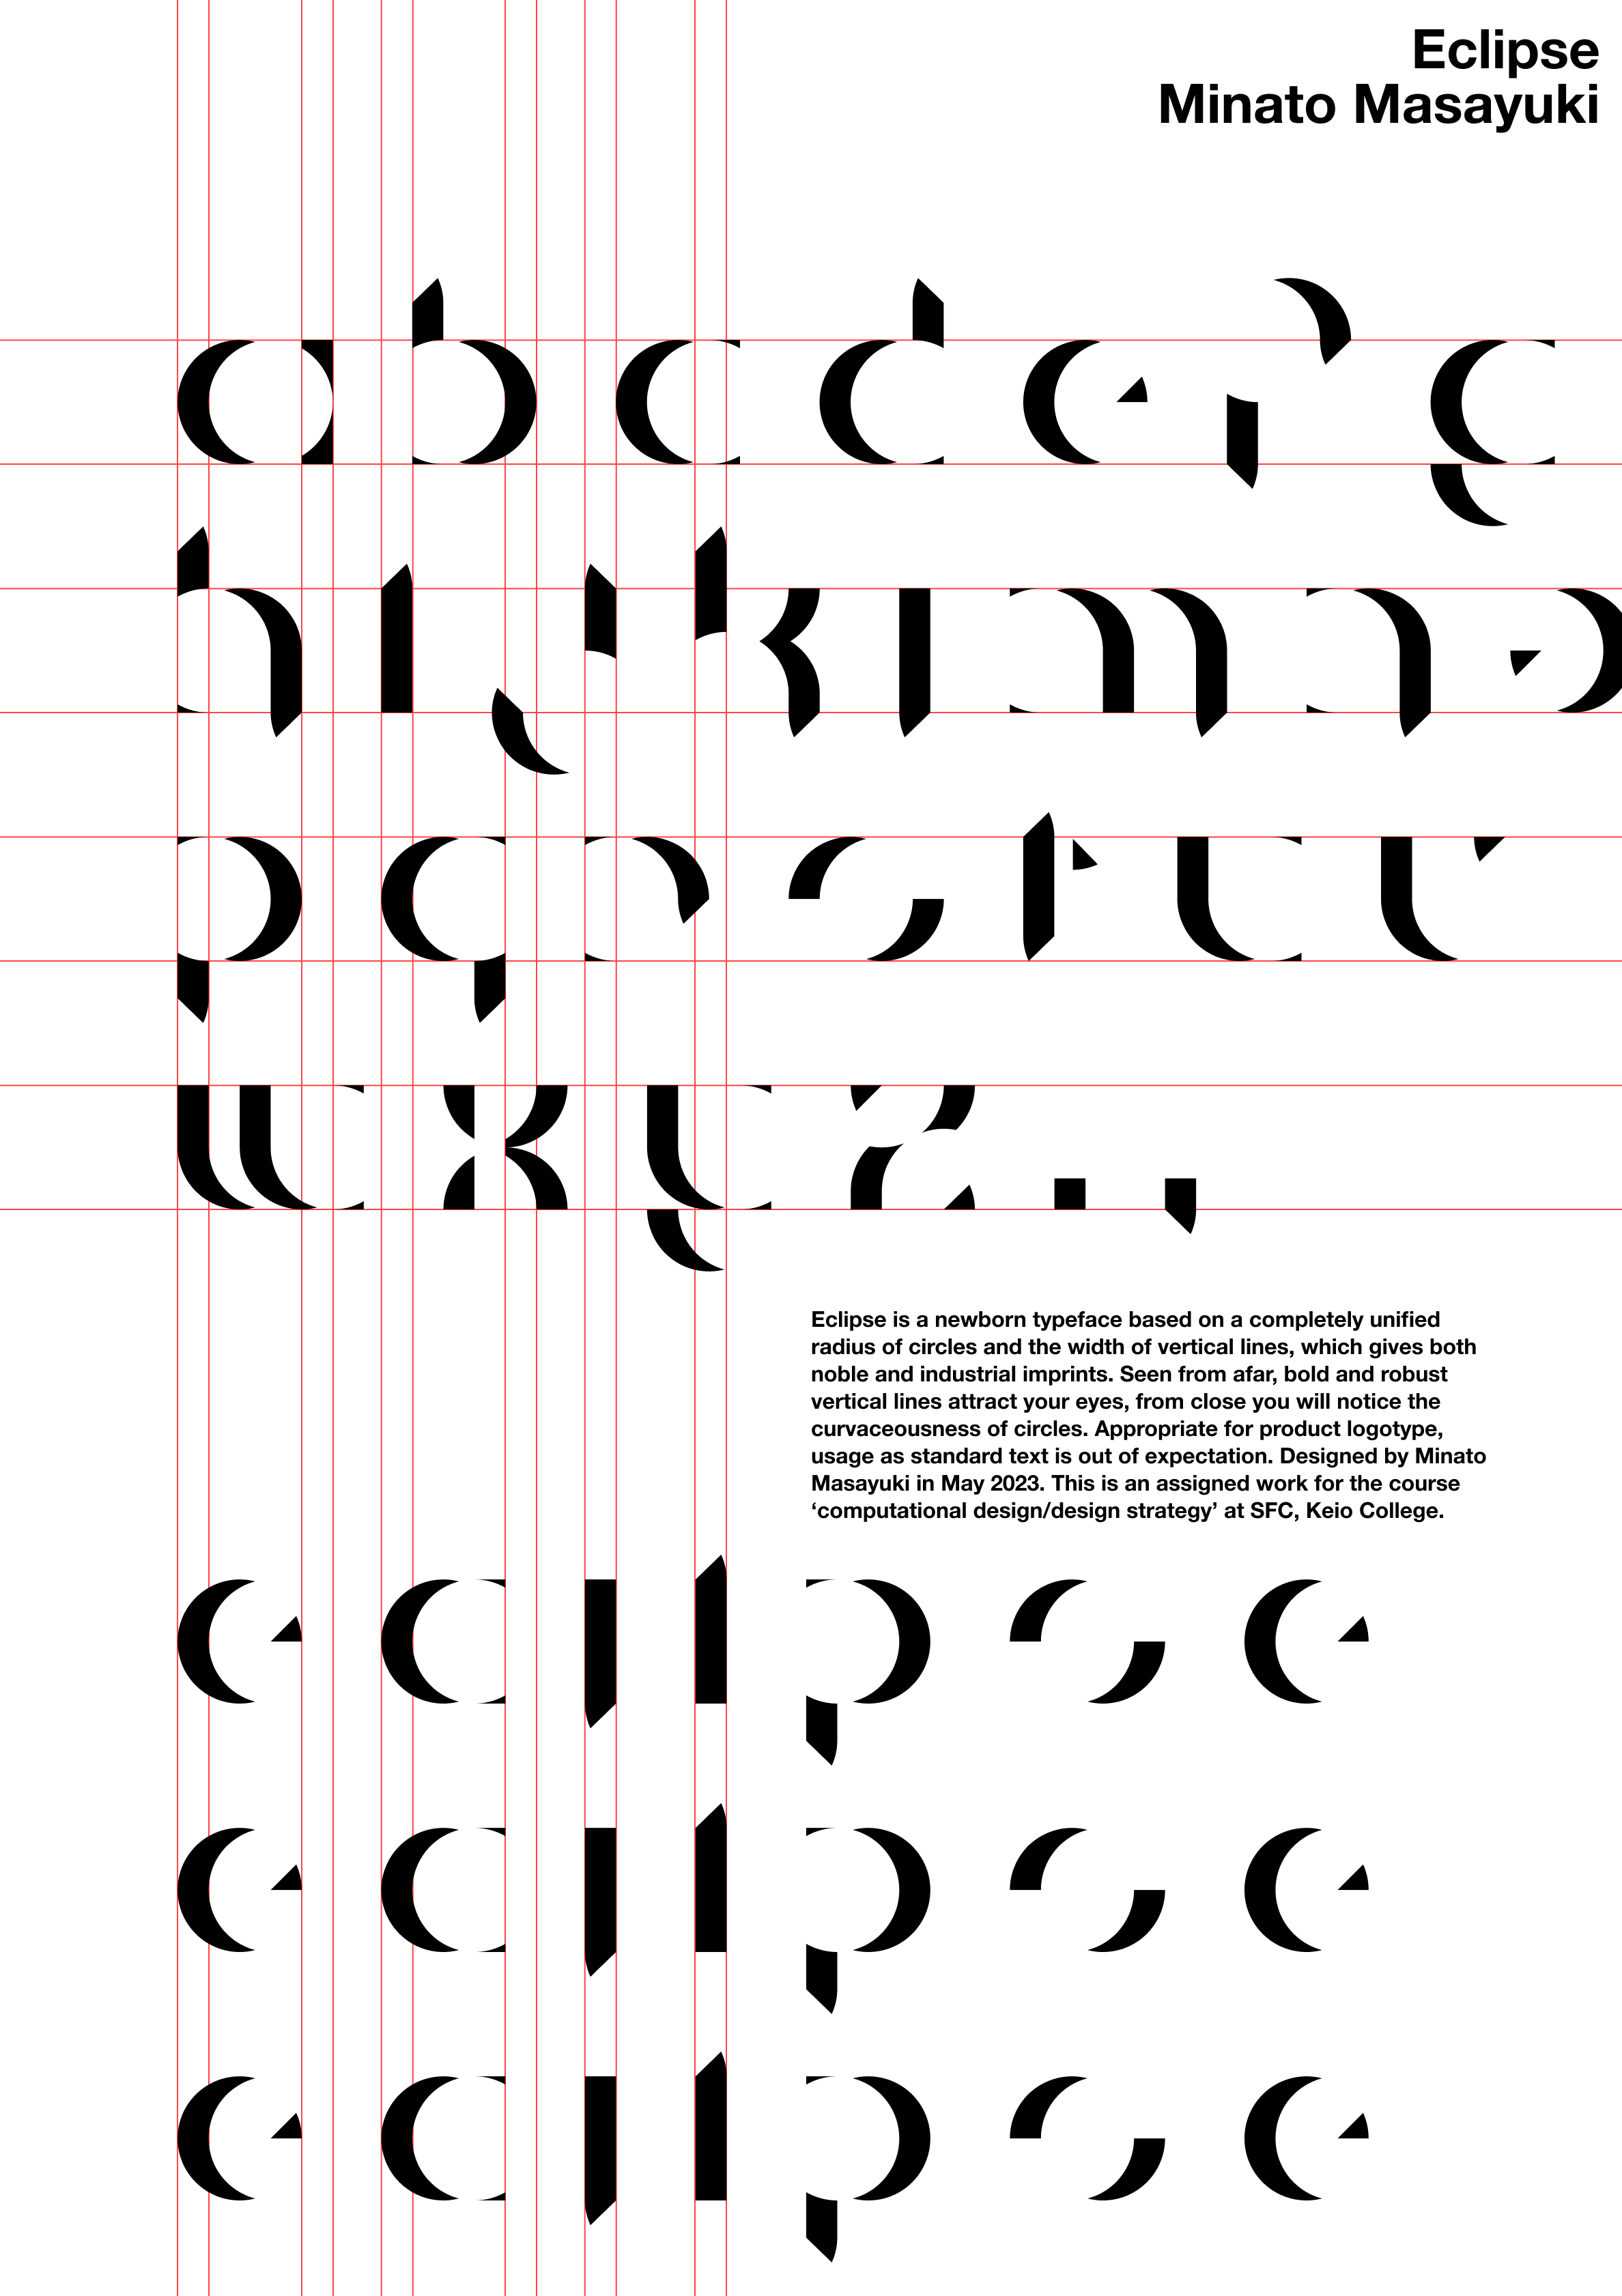 Eclipse
Minato Masayuki
a b c d e f g
h i j k l m n o
p q r s t u v
w x y z . ,
Eclipse is a newborn typeface based on a completely unified
radius of circles and the width of vertical lines, which gives both
noble and industrial imprints. Seen from afar, bold and robust
vertical lines attract your eyes, from close you will notice the
curvaceousness of circles. Appropriate for product logotype,
usage as standard text is out of expectation. Designed by Minato
Masayuki in May 2023. This is an assigned work for the course
‘computational design/design strategy’ at SFC, Keio College.
eclipse
eclipse
eclipse